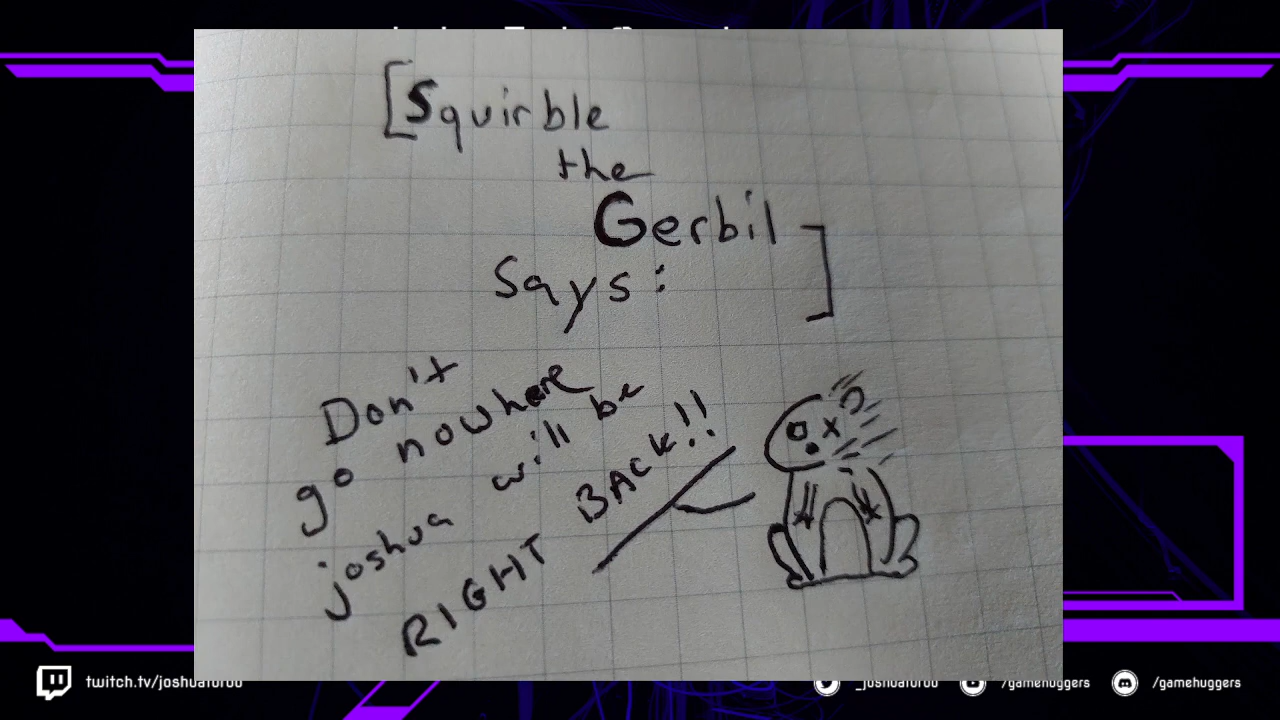 [Squirble
the
Gerbil
Says:]
Don't
go nowhere
joshua will be
RIGHT BACK!!
twitch.tv/joshuaforoo
/gamehuggers
/gamehuggers